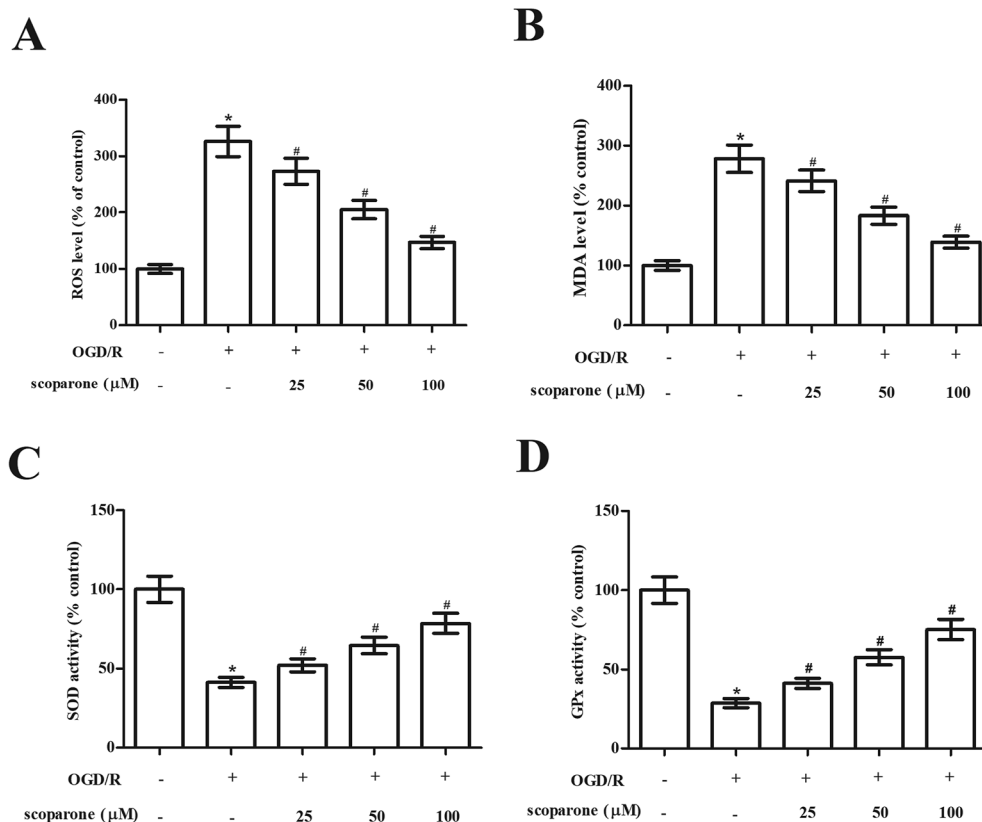 A
ROS level (% of control)
400
300
200
100
0
*
#
#
#
OGD/R - + + + +
scoparone (μM) - - 25 50 100
B
MDA level (% control)
400
300
200
100
0
*
#
#
#
OGD/R - + + + +
scoparone (μM) - - 25 50 100
C
SOD activity (% control)
150
100
50
0
*
#
#
#
OGD/R - + + + +
scoparone (μM) - - 25 50 100
D
GPx activity (% control)
150
100
50
0
*
#
#
#
OGD/R - + + + +
scoparone (μM) - - 25 50 100